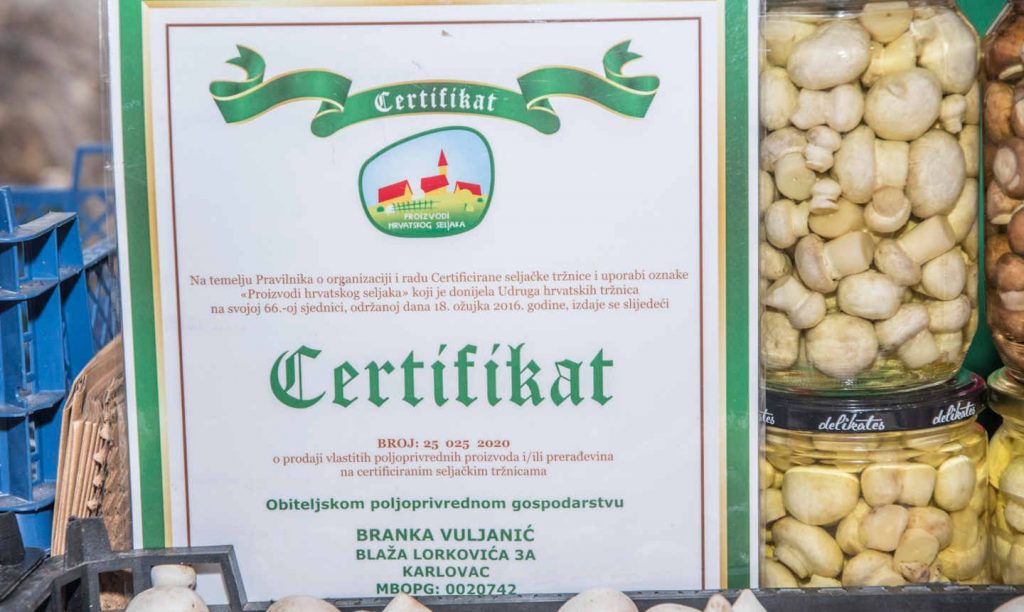 Certifikat
PROIZVODI
HRVATSKOG SELJAKA
Na temelju Pravilnika o organizaciji i radu Certificirane seljačke tržnice i uporabi oznake
«Proizvodi hrvatskog seljaka» koji je donijela Udruga hrvatskih tržnica
na svojoj 66.-oj sjednici, održanoj dana 18. ožujka 2016. godine, izdaje se slijedeći
Certifikat
BROJ: 25 025 2020
o prodaji vlastitih poljoprivrednih proizvoda i/ili prerađevina
na certificiranim seljačkim tržnicama
Obiteljskom poljoprivrednom gospodarstvu
BRANKA VULJANIĆ
BLAŽA LORKOVIĆA 3A
KARLOVAC
MBOPG: 0020742
delikates delikates